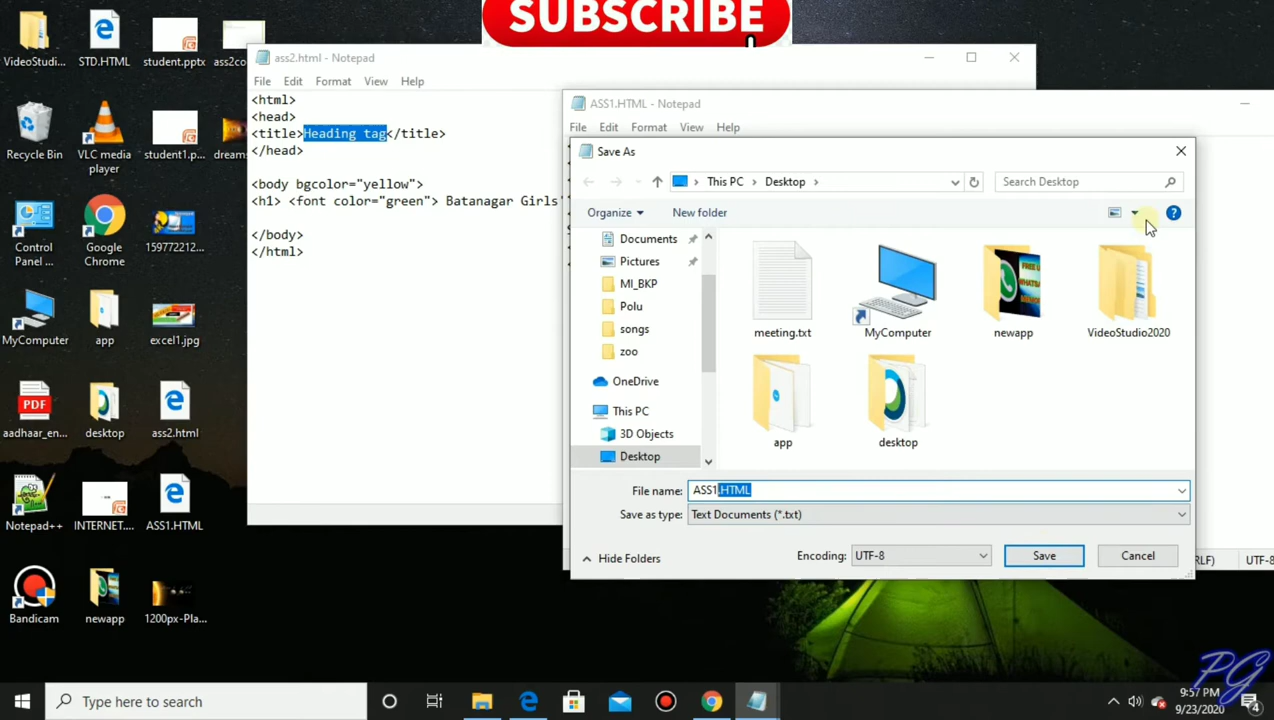 SUBSCRIBE
VideoStudi...
STD.HTML
student.pptx
ass2co
Recycle Bin
VLC media
player
student1.p...
dreams
Control
Panel ...
Google
Chrome
159772212...
MyComputer
app
excel1.jpg
PDF
aadhaar_en...
desktop
ass2.html
Notepad++
INTERNET....
ASS1.HTML
Bandicam
newapp
1200px-Pla...
ass2.html - Notepad
File Edit Format View Help
<html>
<head>
<title>Heading tag</title>
</head>
<body bgcolor="yellow">
<h1> <font color="green"> Batanagar Girls'
</body>
</html>
ASS1.HTML - Notepad
File Edit Format View Help
Save As
This PC > Desktop >
Search Desktop
Organize
New folder
Documents
Pictures
MI_BKP
Polu
songs
zoo
OneDrive
This PC
3D Objects
Desktop
meeting.txt
MyComputer
newapp
VideoStudio2020
app
desktop
File name: ASS1.HTML
Save as type: Text Documents (*.txt)
Hide Folders
Encoding: UTF-8
Save
Cancel
RLF)
UTF-8
PG
Type here to search
9:57 PM
9/23/2020
4